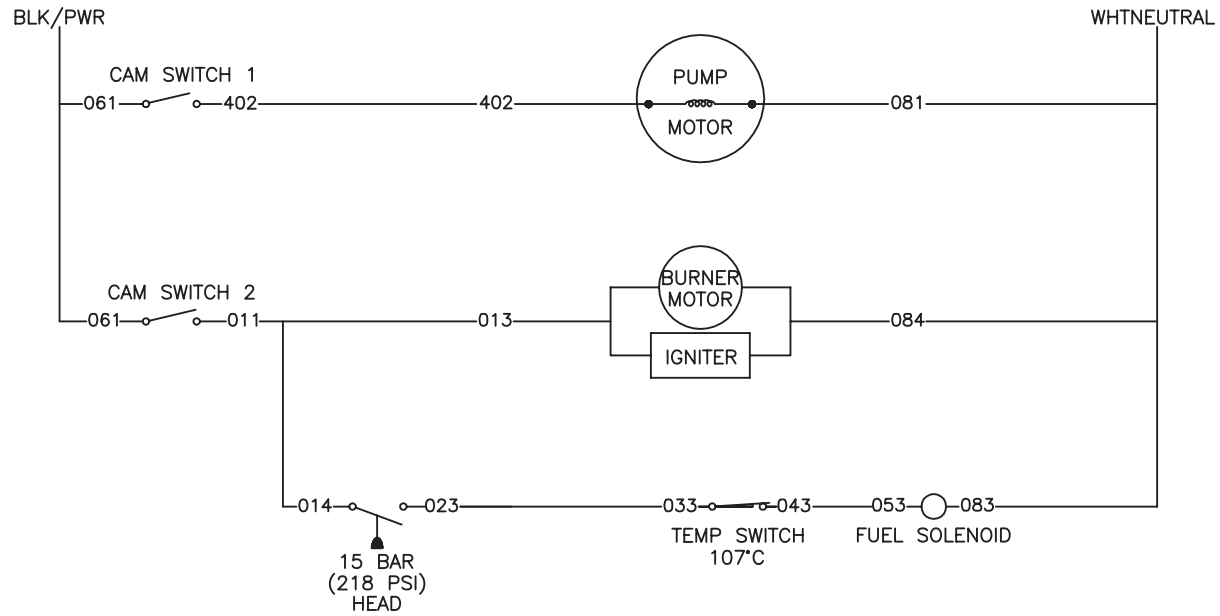 BLK/PWR
WHTNEUTRAL
CAM SWITCH 1
PUMP
061
402
402
081
MOTOR
CAM SWITCH 2
BURNER
MOTOR
061
011
013
084
IGNITER
014
023
033
043
053
083
TEMP SWITCH
107°C
FUEL SOLENOID
15 BAR
(218 PSI)
HEAD